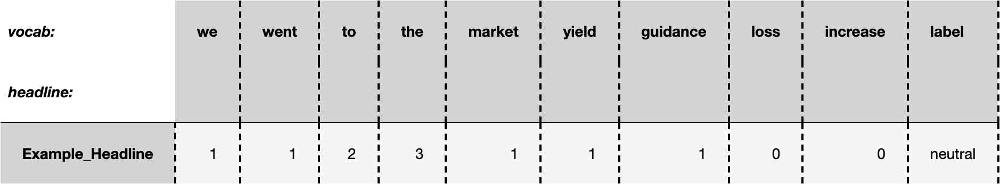 vocab: we went to the market yield guidance loss increase label
headline:
Example_Headline 1 1 2 3 1 1 1 0 0 neutral